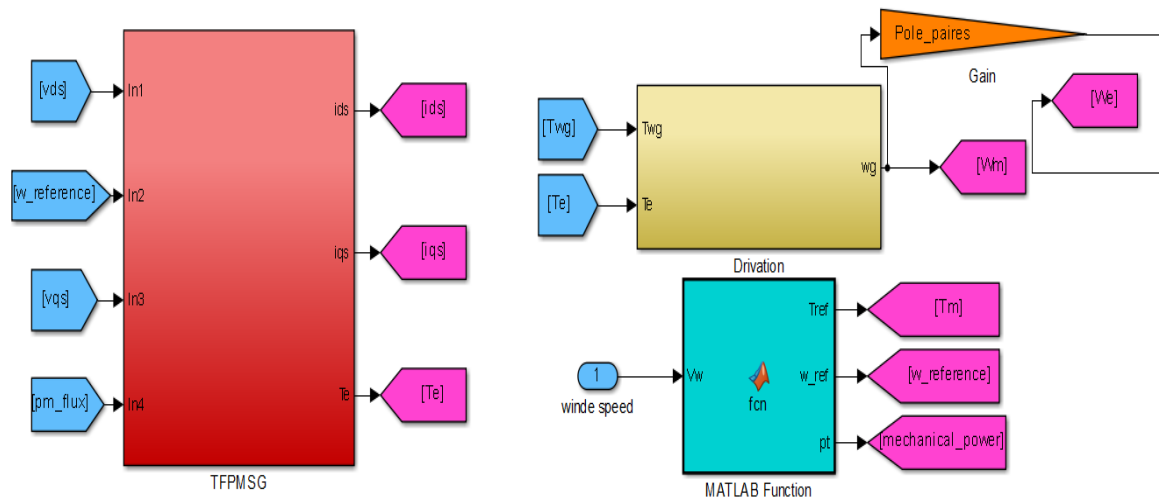 [vds]
In1
ids
[ids]
[w_reference]
In2
iqs
[iqs]
[vqs]
In3
[pm_flux]
In4
Te
[Te]
TFPMSG
Pole_paires
Gain
[We]
[Twg]
Twg
wg
[Wm]
[Te]
Te
Drivation
1
winde speed
Vw
fcn
Tref
[Tm]
w_ref
[w_reference]
pt
[mechanical_power]
MATLAB Function